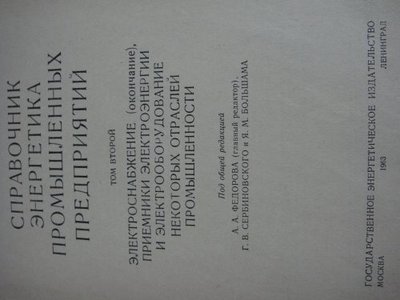 СПРАВОЧНИК
ЭНЕРГЕТИКА
ПРОМЫШЛЕННЫХ
ПРЕДПРИЯТИЙ
ТОМ ВТОРОЙ
ЭЛЕКТРОСНАБЖЕНИЕ (окончание),
ПРИЕМНИКИ ЭЛЕКТРОЭНЕРГИИ
И ЭЛЕКТРООБОРУДОВАНИЕ
НЕКОТОРЫХ ОТРАСЛЕЙ
ПРОМЫШЛЕННОСТИ
Под общей редакцией
А. А. ФЕДОРОВА (главный редактор),
Г. В. СЕРБИНОВСКОГО и Я. М. БОЛЬШАМА
ГОСУДАРСТВЕННОЕ ЭНЕРГЕТИЧЕСКОЕ ИЗДАТЕЛЬСТВО
МОСКВА 1963 ЛЕНИНГРАД